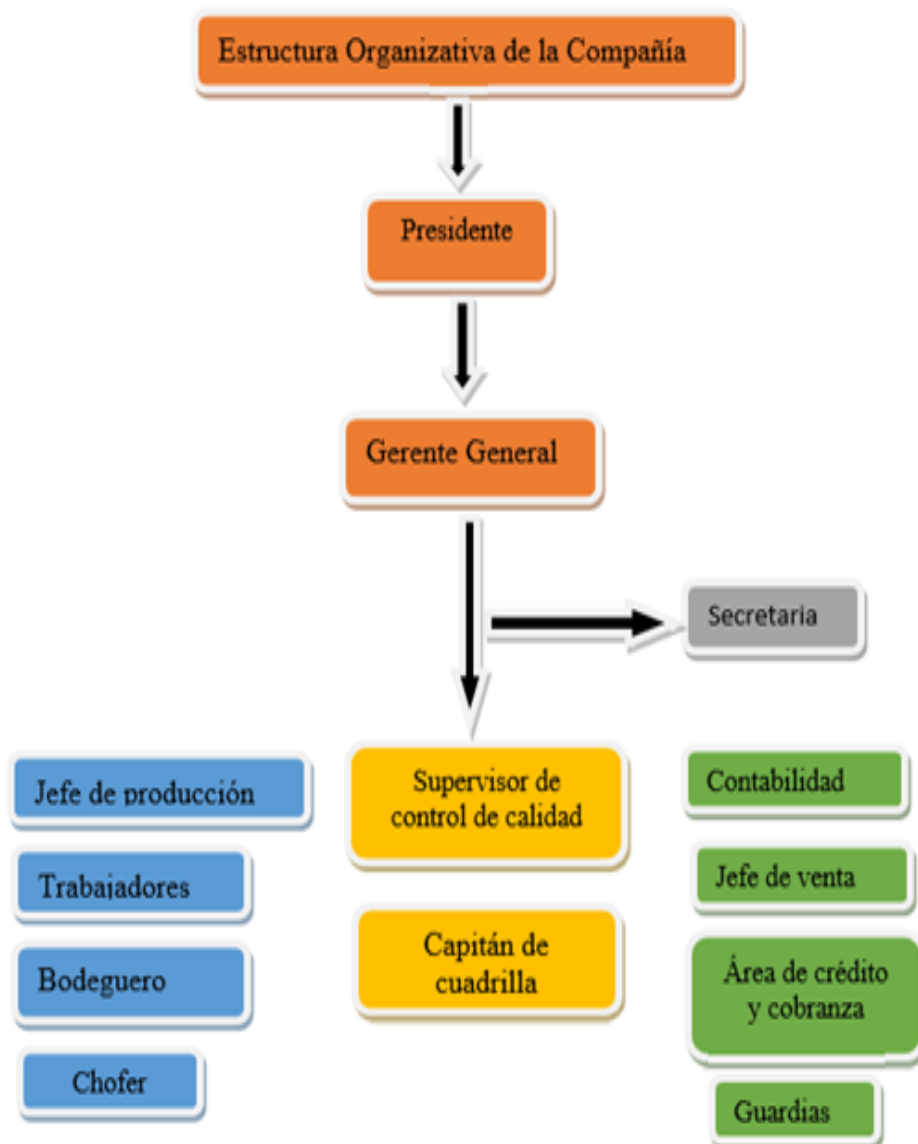 Estructura Organizativa de la Compañía
Presidente
Gerente General
Secretaria
Jefe de producción
Trabajadores
Bodeguero
Chofer
Supervisor de
control de calidad
Capitán de
cuadrilla
Contabilidad
Jefe de venta
Área de crédito
y cobranza
Guardias